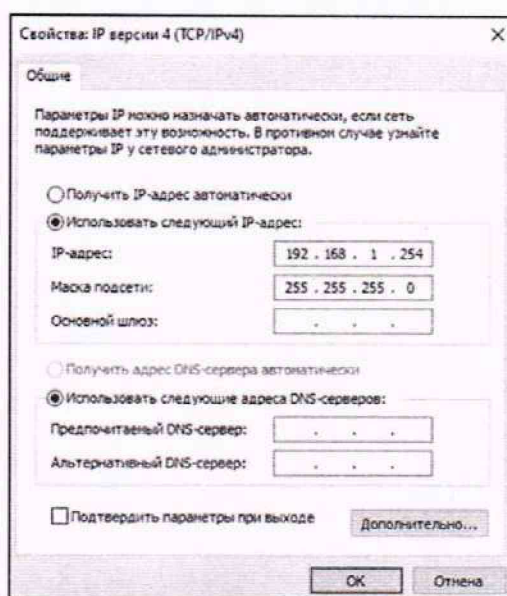 Свойства: IP версии 4 (TCP/IPv4)
Общие
Параметры IP можно назначать автоматически, если сеть
поддерживает эту возможность. В противном случае узнайте
параметры IP у сетевого администратора.
Получить IP-адрес автоматически
Использовать следующий IP-адрес:
IP-адрес: 192 . 168 . 1 . 254
Маска подсети: 255 . 255 . 255 . 0
Основной шлюз: . . .
Получить адрес DNS-сервера автоматически
Использовать следующие адреса DNS-серверов:
Предпочитаемый DNS-сервер: . . .
Альтернативный DNS-сервер: . . .
Подтвердить параметры при выходе
Дополнительно...
OK Отмена